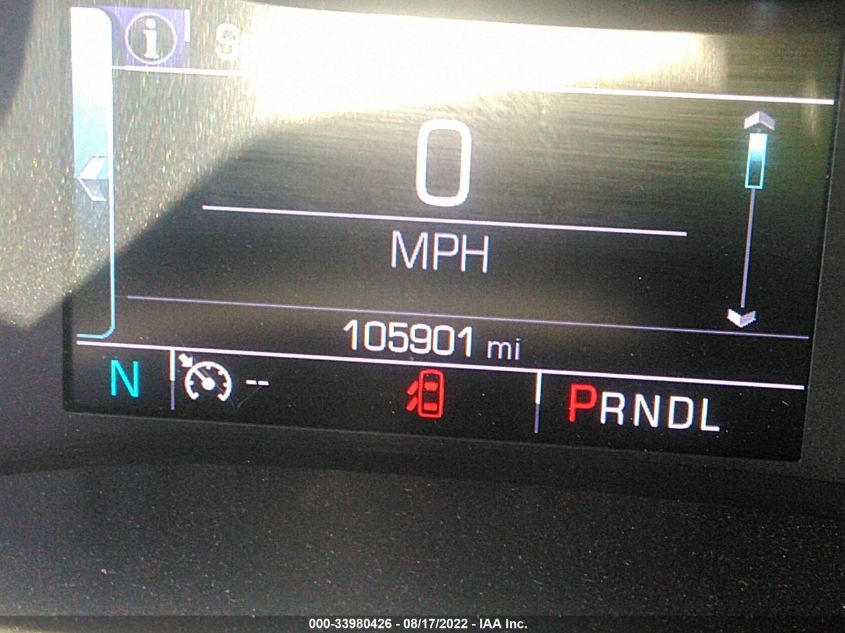 0
MPH
105901 mi
N -- PRNDL
000-33980426 - 08/17/2022 - IAA Inc.